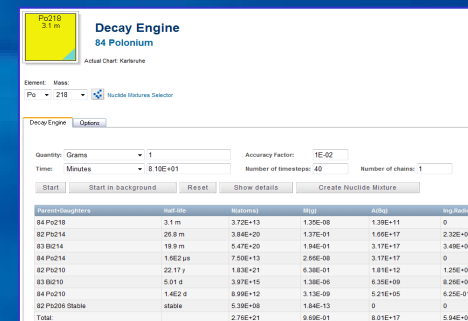 Po218
3.1 m
Decay Engine
84 Polonium
Actual Chart: Karlsruhe
Element: Mass:
Po 218 Nuclide Mixtures Selector
Decay Engine Options
Quantity: Grams 1 Accuracy Factor: 1E-02
Time: Minutes 8.10E+01 Number of timesteps: 40 Number of chains: 1
Start Start in background Reset Show details Create Nuclide Mixture
Parent+Daughters Half-life N(atoms) M(g) A(Bq) Ing.Radio
84 Po218 3.1 m 3.72E+13 1.35E-08 1.39E+11 0
82 Pb214 26.8 m 3.84E+20 1.37E-01 1.66E+17 2.32E+0
83 Bi214 19.9 m 5.47E+20 1.94E-01 3.17E+17 3.49E+0
84 Po214 1.6E2 µs 7.50E+13 2.66E-08 3.17E+17 0
82 Pb210 22.17 y 1.83E+21 6.38E-01 1.81E+12 1.25E+0
83 Bi210 5.01 d 3.97E+15 1.38E-06 6.35E+09 8.26E+0
84 Po210 1.4E2 d 8.99E+12 3.13E-09 5.21E+05 6.25E-01
82 Pb206 Stable stable 5.39E+08 1.84E-13 0
Total: 2.76E+21 9.69E-01 8.01E+17 5.94E+0